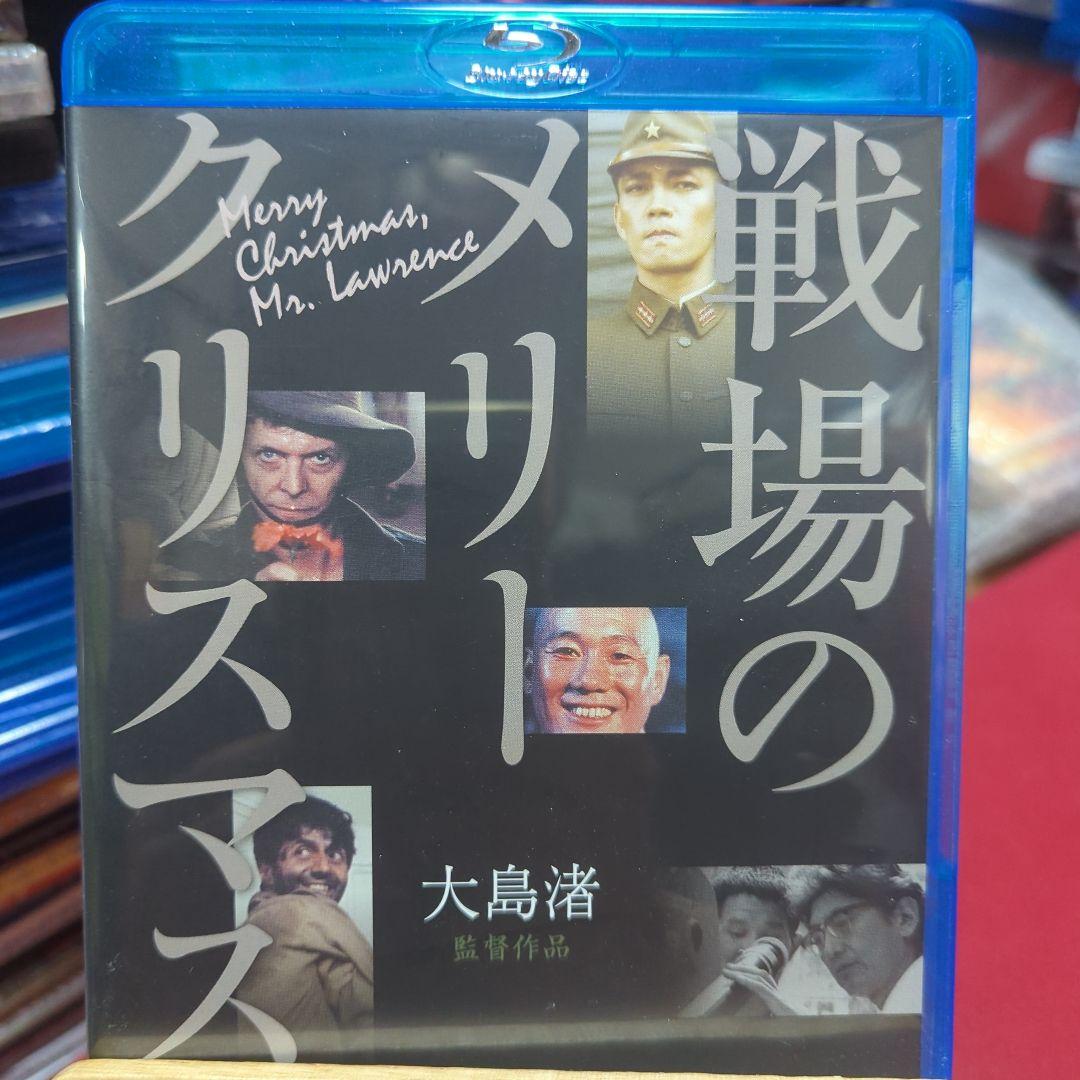 Blu-ray Disc
戦場の
メリー
クリスマス
Merry
Christmas,
Mr. Lawrence
大島渚
監督作品